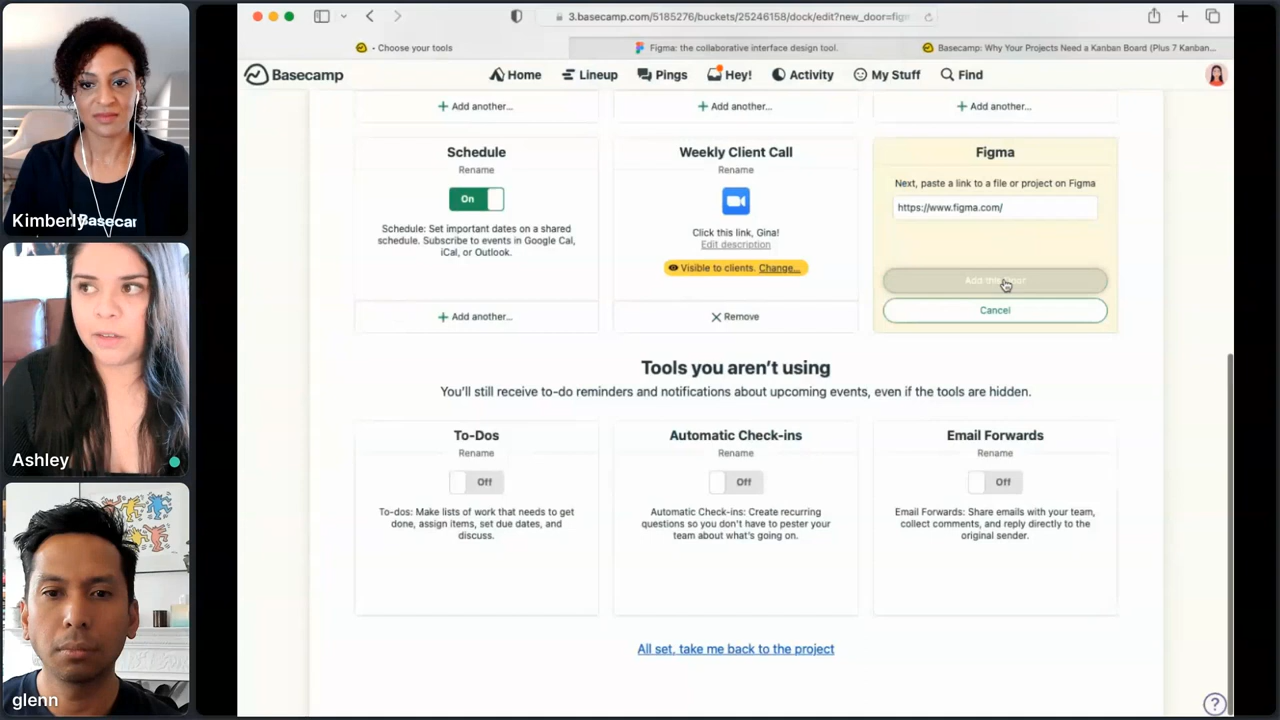 3.basecamp.com/5185276/buckets/25246158/dock/edit?new_door=figm
• Choose your tools
Figma: the collaborative interface design tool.
Basecamp: Why Your Projects Need a Kanban Board (Plus 7 Kanban...
Basecamp
Home
Lineup
Pings
Hey!
Activity
My Stuff
Find
+ Add another...
+ Add another...
+ Add another...
Schedule
Rename
On
Schedule: Set important dates on a shared
schedule. Subscribe to events in Google Cal,
iCal, or Outlook.
+ Add another...
Weekly Client Call
Rename
Click this link, Gina!
Edit description
Visible to clients. Change...
Remove
Figma
Next, paste a link to a file or project on Figma
https://www.figma.com/
Add this door
Cancel
Tools you aren't using
You'll still receive to-do reminders and notifications about upcoming events, even if the tools are hidden.
To-Dos
Rename
Off
To-dos: Make lists of work that needs to get
done, assign items, set due dates, and
discuss.
Automatic Check-ins
Rename
Off
Automatic Check-ins: Create recurring
questions so you don't have to pester your
team about what's going on.
Email Forwards
Rename
Off
Email Forwards: Share emails with your team,
collect comments, and reply directly to the
original sender.
All set, take me back to the project
?
Kimberly
Basecam
Ashley
glenn